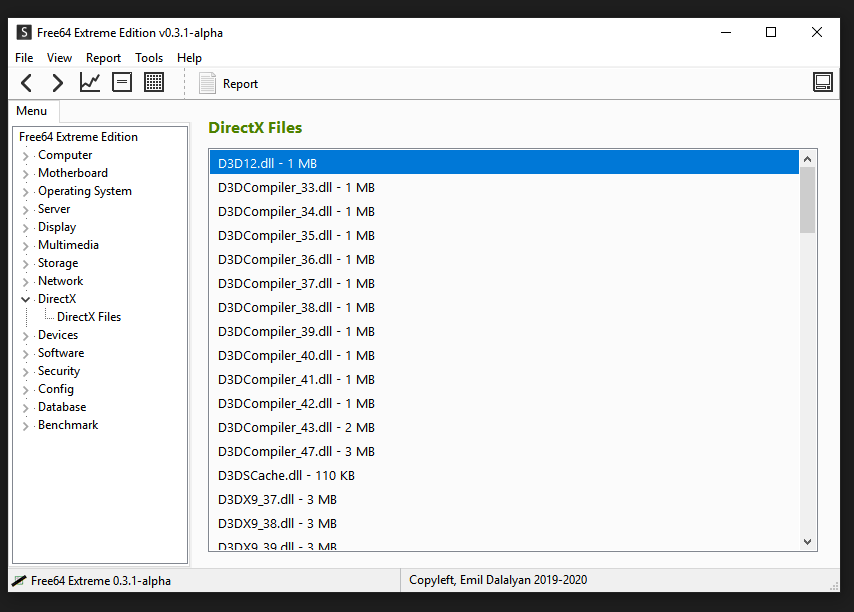 S Free64 Extreme Edition v0.3.1-alpha
File View Report Tools Help
Report
Menu
Free64 Extreme Edition
Computer
Motherboard
Operating System
Server
Display
Multimedia
Storage
Network
DirectX
DirectX Files
Devices
Software
Security
Config
Database
Benchmark
DirectX Files
D3D12.dll - 1 MB
D3DCompiler_33.dll - 1 MB
D3DCompiler_34.dll - 1 MB
D3DCompiler_35.dll - 1 MB
D3DCompiler_36.dll - 1 MB
D3DCompiler_37.dll - 1 MB
D3DCompiler_38.dll - 1 MB
D3DCompiler_39.dll - 1 MB
D3DCompiler_40.dll - 1 MB
D3DCompiler_41.dll - 1 MB
D3DCompiler_42.dll - 1 MB
D3DCompiler_43.dll - 2 MB
D3DCompiler_47.dll - 3 MB
D3DSCache.dll - 110 KB
D3DX9_37.dll - 3 MB
D3DX9_38.dll - 3 MB
D3DX9_39.dll - 3 MB
Free64 Extreme 0.3.1-alpha
Copyleft, Emil Dalalyan 2019-2020